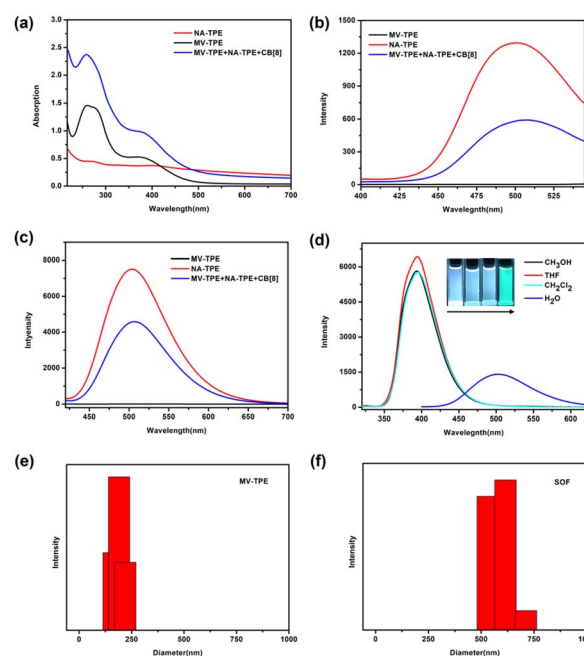 (a)
3.0
2.5
2.0
1.5
1.0
0.5
0.0
Absorption
NA-TPE
MV-TPE
MV-TPE+NA-TPE+CB[8]
300 400 500 600 700
Wavelength(nm)
(b)
1500
1200
900
600
300
0
Intensity
MV-TPE
NA-TPE
MV-TPE+NA-TPE+CB[8]
400 425 450 475 500 525
Wavelength(nm)
(c)
8000
6000
4000
2000
0
Intyensity
MV-TPE
NA-TPE
MV-TPE+NA-TPE+CB[8]
450 500 550 600 650 700
Wavelength(nm)
(d)
6000
4500
3000
1500
0
Intensity
CH3OH
THF
CH2Cl2
H2O
350 400 450 500 550 600
Wavelegnth(nm)
(e)
MV-TPE
Intensity
0 250 500 750 1000
Diameter(nm)
(f)
SOF
Intensity
0 250 500 750
Diameter(nm)